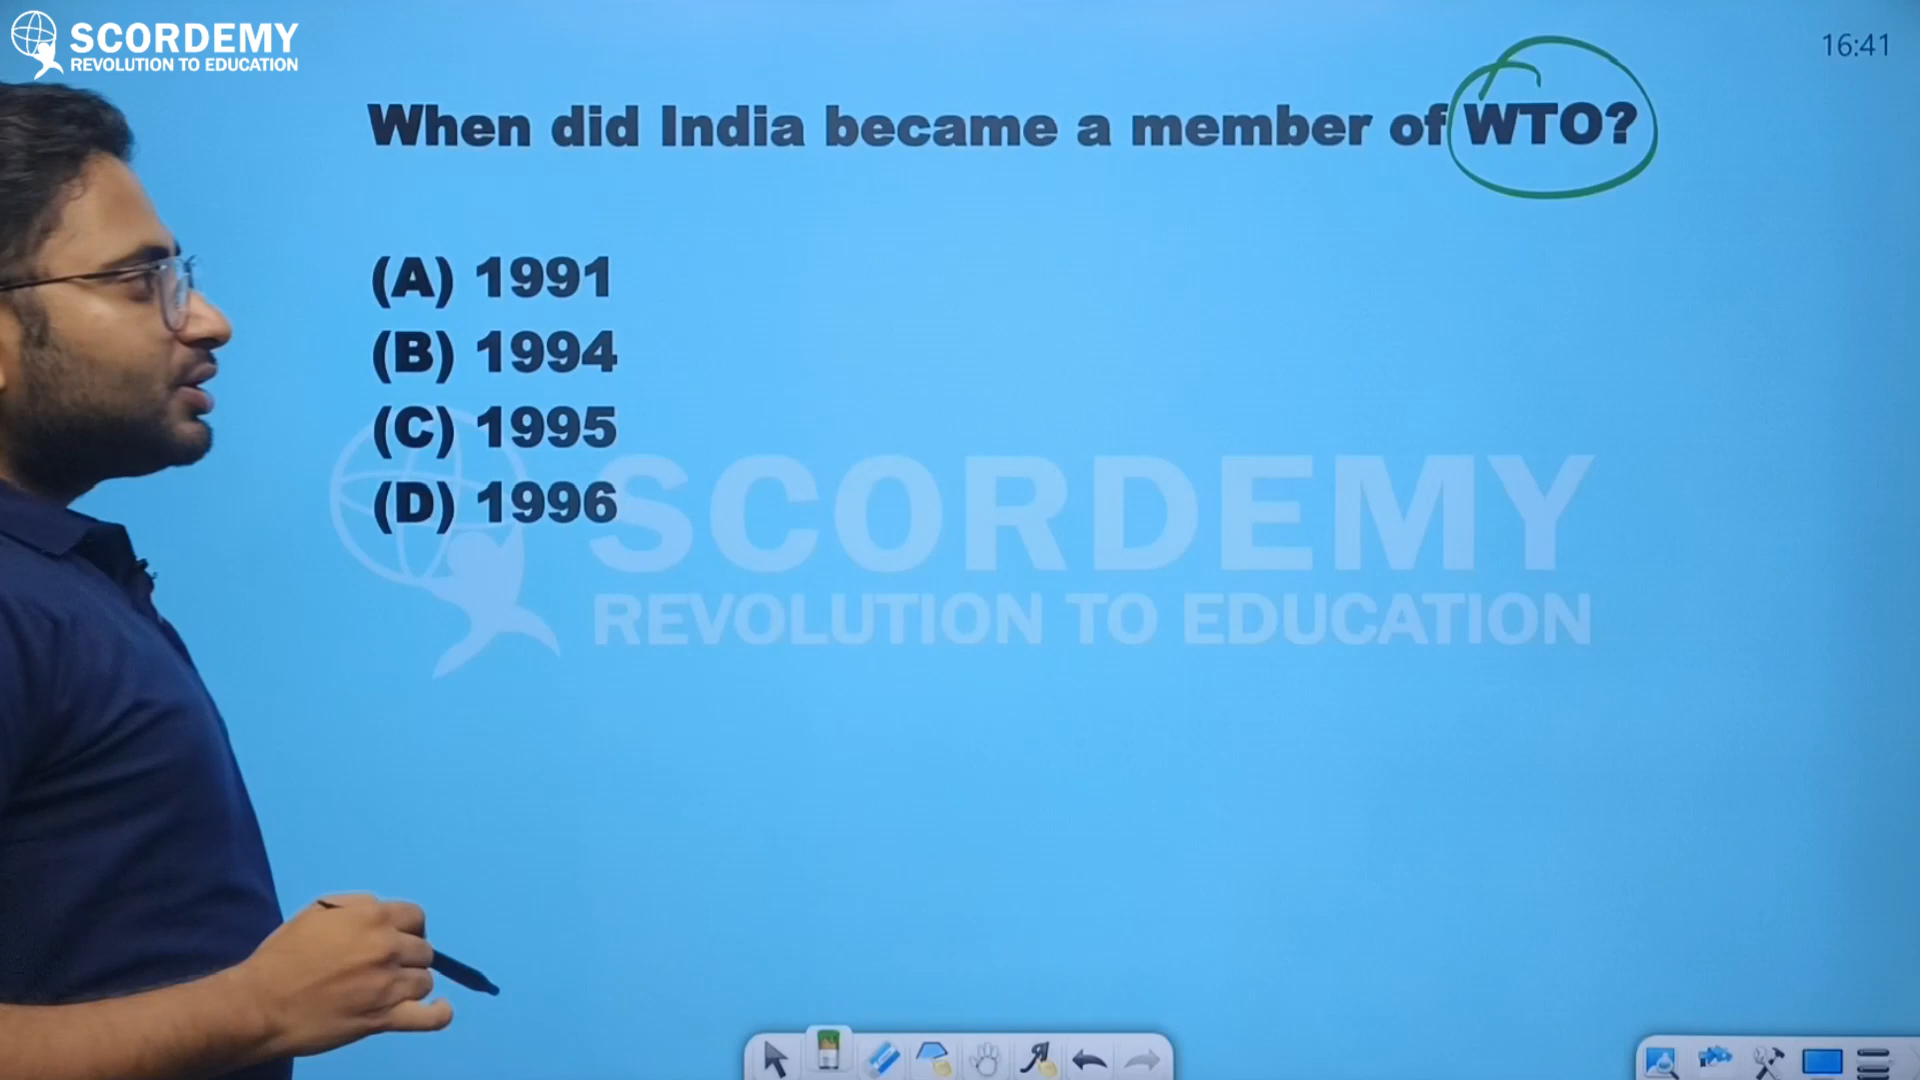 SCORDEMY
REVOLUTION TO EDUCATION
16:41
When did India became a member of WTO?
(A) 1991
(B) 1994
(C) 1995
(D) 1996
SCORDEMY
REVOLUTION TO EDUCATION